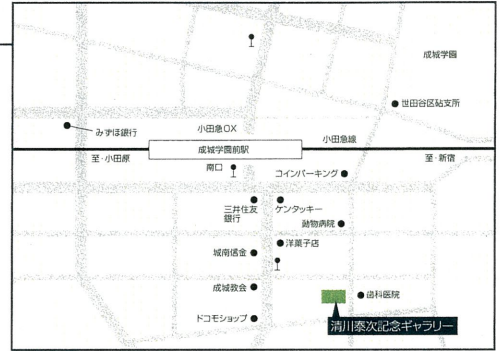 成城学園
世田谷区砧支所
みずほ銀行
小田急OX
小田急線
成城学園前駅
至・小田原
至・新宿
南口
コインパーキング
三井住友
銀行
ケンタッキー
動物病院
洋菓子店
城南信金
成城教会
歯科医院
ドコモショップ
清川泰次記念ギャラリー